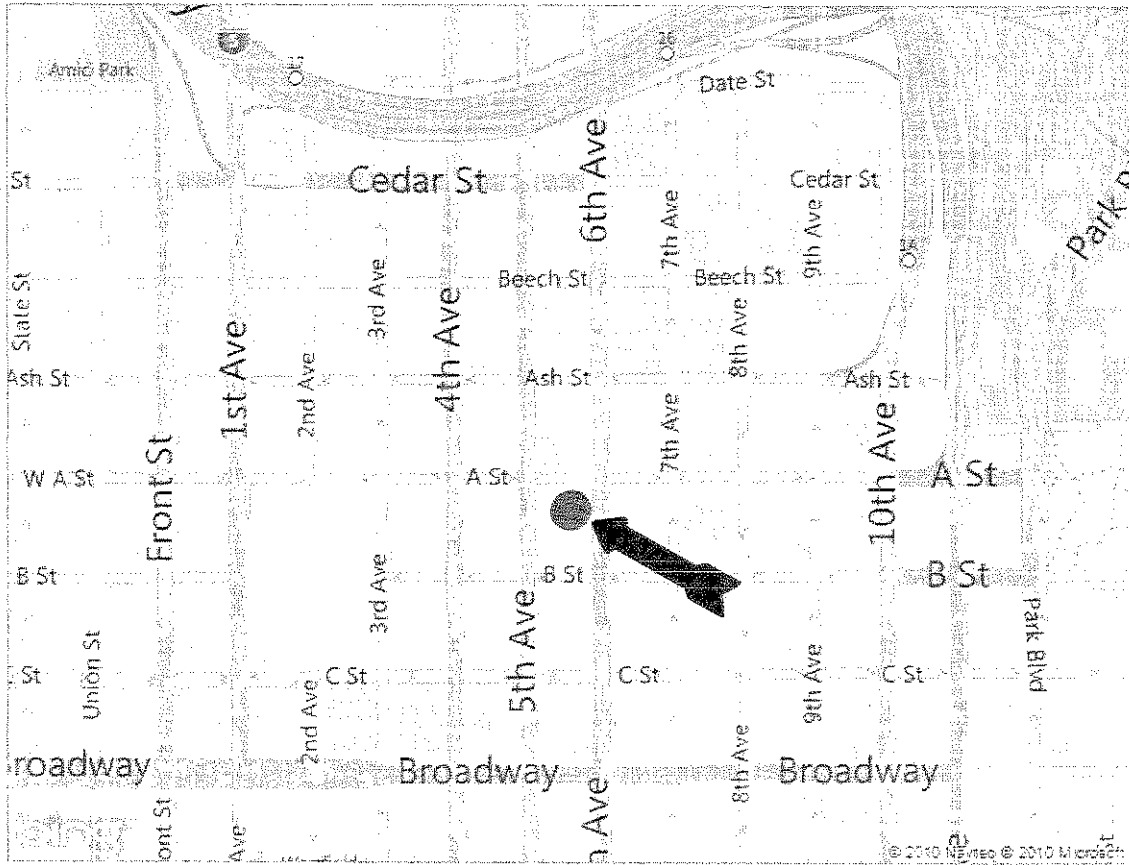 Amici Park
Date St
St
Cedar St
6th Ave
Cedar St
7th Ave
9th Ave
Park
State St
3rd Ave
Beech St
Beech St
4th Ave
8th Ave
1st Ave
2nd Ave
Ash St
Ash St
Ash St
7th Ave
10th Ave
Front St
W A St
A St
A St
B St
B St
B St
3rd Ave
5th Ave
Park Blvd
Union St
C St
C St
C St
9th Ave
2nd Ave
8th Ave
roadway
Broadway
Broadway
ont St
Ave
n Ave
© 2010 Navteq © 2010 Microsoft